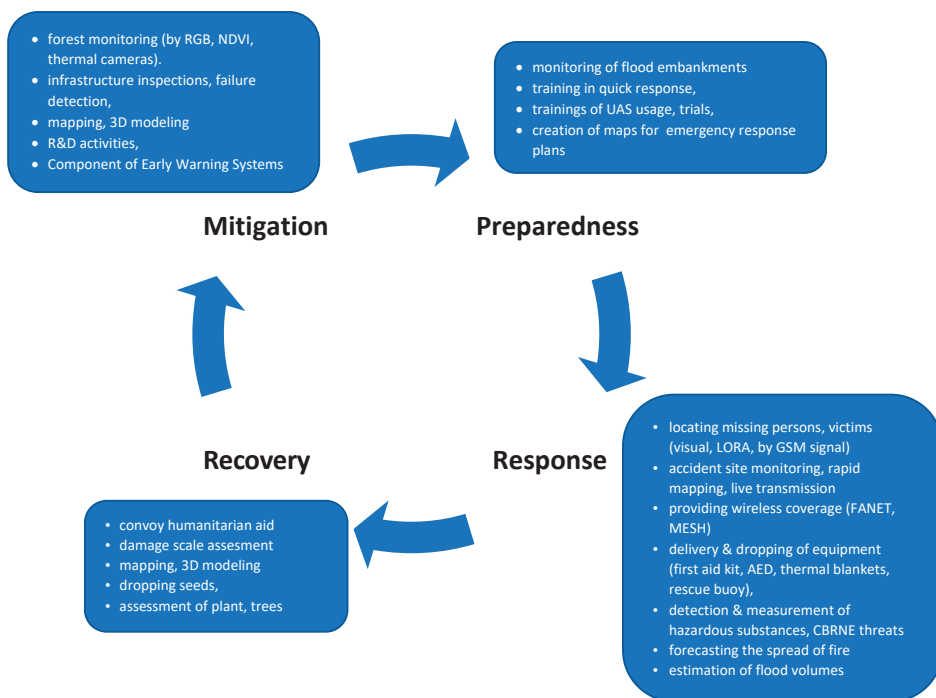 • forest monitoring (by RGB, NDVI,
thermal cameras).
• infrastructure inspections, failure
detection,
• mapping, 3D modeling
• R&D activities,
• Component of Early Warning Systems
• monitoring of flood embankments
• training in quick response,
• trainings of UAS usage, trials,
• creation of maps for emergency response
plans
Mitigation
Preparedness
Recovery
Response
• convoy humanitarian aid
• damage scale assesment
• mapping, 3D modeling
• dropping seeds,
• assessment of plant, trees
• locating missing persons, victims
(visual, LORA, by GSM signal)
• accident site monitoring, rapid
mapping, live transmission
• providing wireless coverage (FANET,
MESH)
• delivery & dropping of equipment
(first aid kit, AED, thermal blankets,
rescue buoy),
• detection & measurement of
hazardous substances, CBRNE threats
• forecasting the spread of fire
• estimation of flood volumes